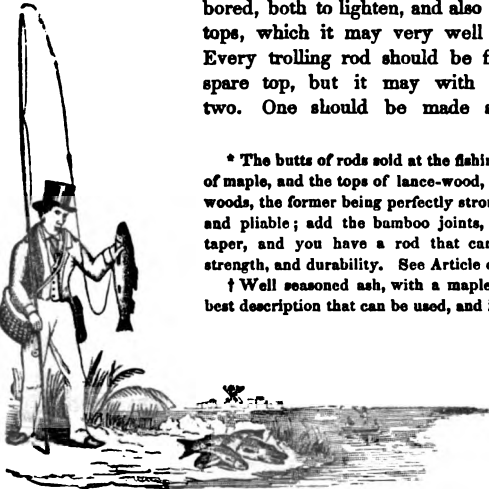 bored, both to lighten, and also
tops, which it may very well
Every trolling rod should be f
spare top, but it may with
two. One should be made s
* The butts of rods sold at the fishin
of maple, and the tops of lance-wood,
woods, the former being perfectly stron
and pliable; add the bamboo joints,
taper, and you have a rod that can
strength, and durability. See Article o
† Well seasoned ash, with a maple
best description that can be used, and i